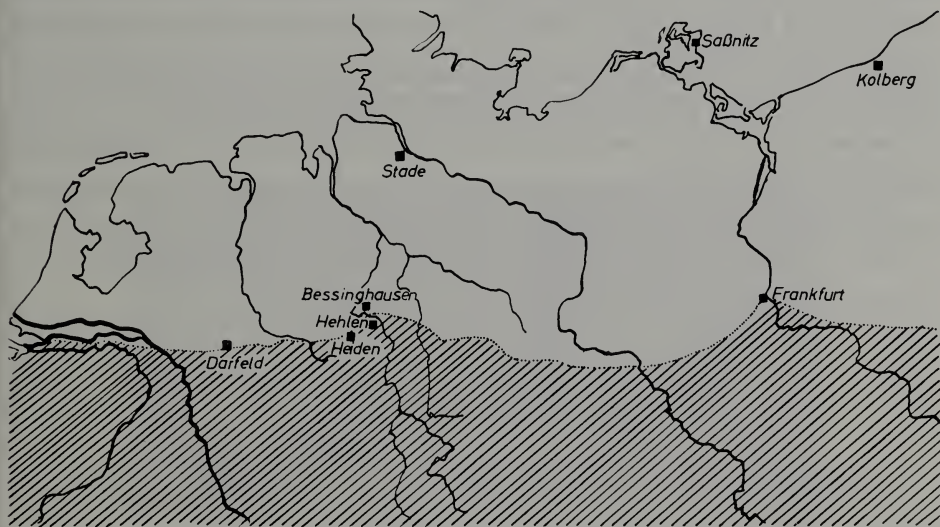 Saßnitz
Kolberg
Stade
Bessinghausen
Frankfurt
Hehlen
Heiden
Darfeld